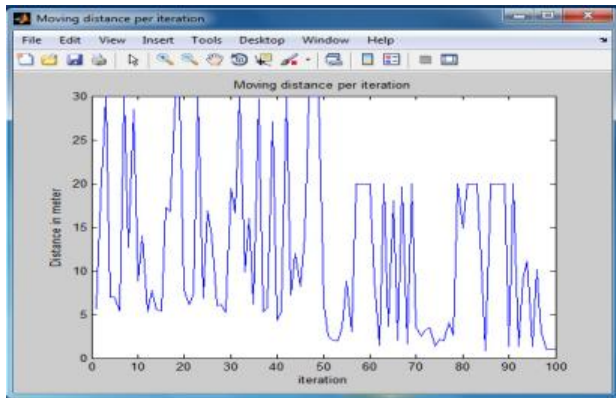 Moving distance per iteration
File Edit View Insert Tools Desktop Window Help
Moving distance per iteration
30
25
20
15
10
5
0
Distance in meter
0 10 20 30 40 50 60 70 80 90 100
iteration